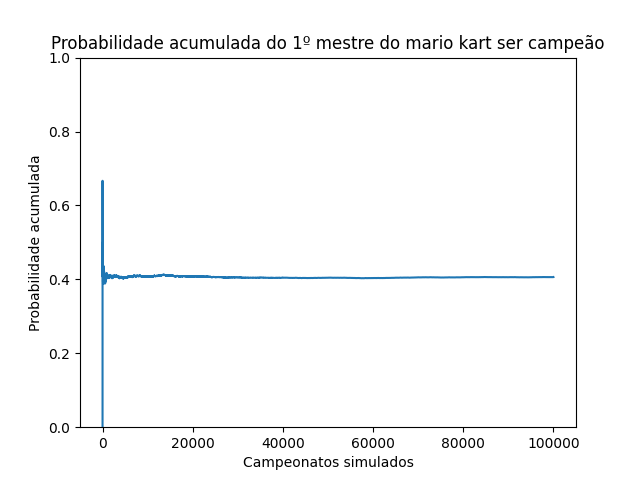 Probabilidade acumulada do 1º mestre do mario kart ser campeão
1.0
0.8
0.6
0.4
0.2
0.0
Probabilidade acumulada
0 20000 40000 60000 80000 100000
Campeonatos simulados